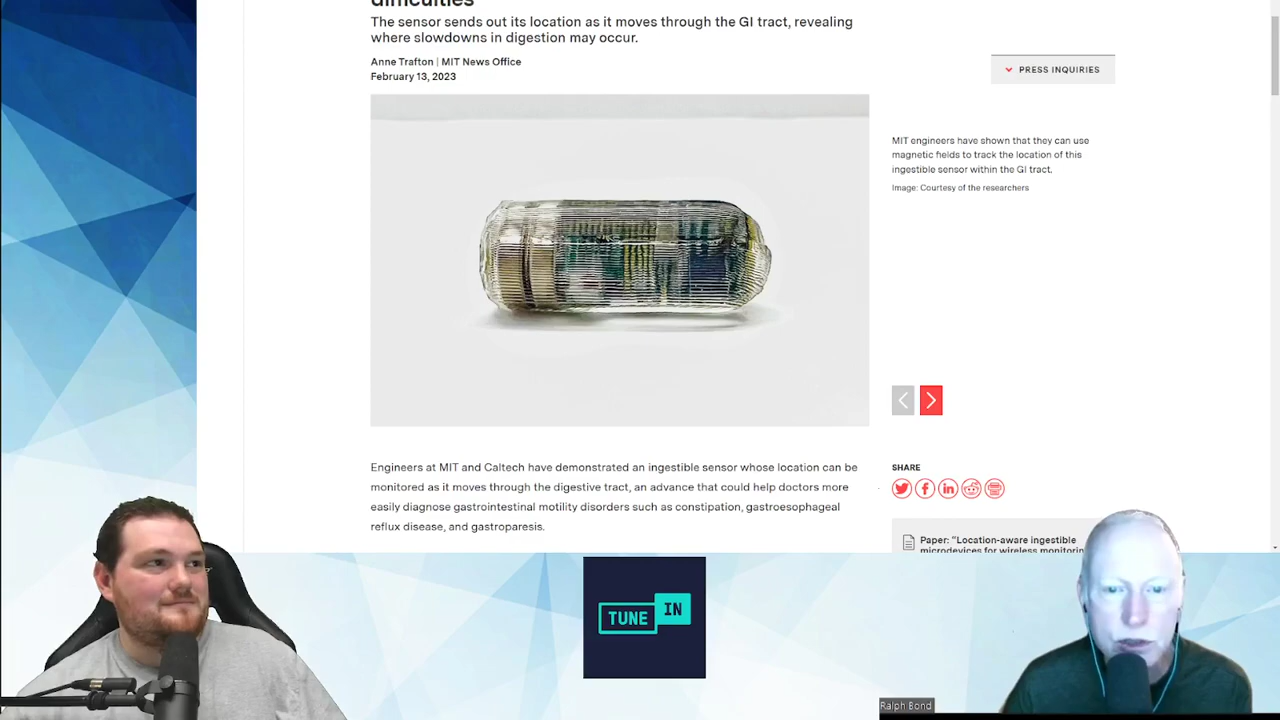 difficulties
The sensor sends out its location as it moves through the GI tract, revealing
where slowdowns in digestion may occur.
Anne Trafton | MIT News Office
February 13, 2023
PRESS INQUIRIES
MIT engineers have shown that they can use
magnetic fields to track the location of this
ingestible sensor within the GI tract.
Image: Courtesy of the researchers
Engineers at MIT and Caltech have demonstrated an ingestible sensor whose location can be
monitored as it moves through the digestive tract, an advance that could help doctors more
easily diagnose gastrointestinal motility disorders such as constipation, gastroesophageal
reflux disease, and gastroparesis.
SHARE
Paper: "Location-aware ingestible
microdevices for wireless monitorin
TUNE IN
Ralph Bond